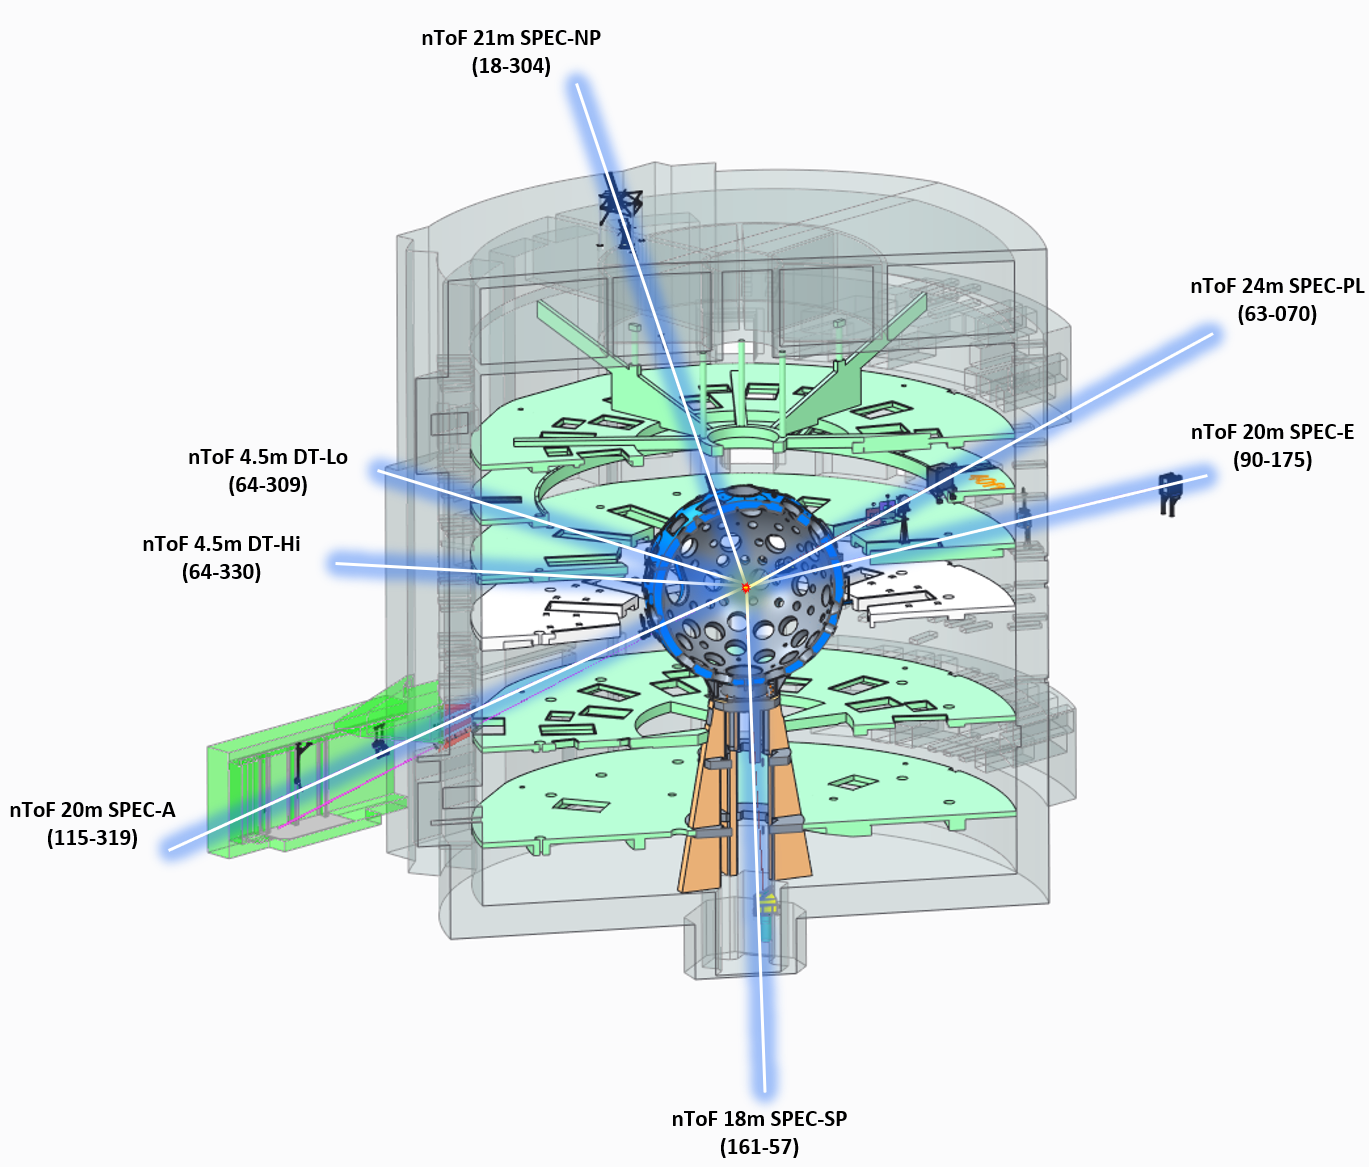 nToF 21m SPEC-NP
(18-304)
nToF 24m SPEC-PL
(63-070)
nToF 20m SPEC-E
(90-175)
nToF 4.5m DT-Lo
(64-309)
nToF 4.5m DT-Hi
(64-330)
nToF 20m SPEC-A
(115-319)
nToF 18m SPEC-SP
(161-57)